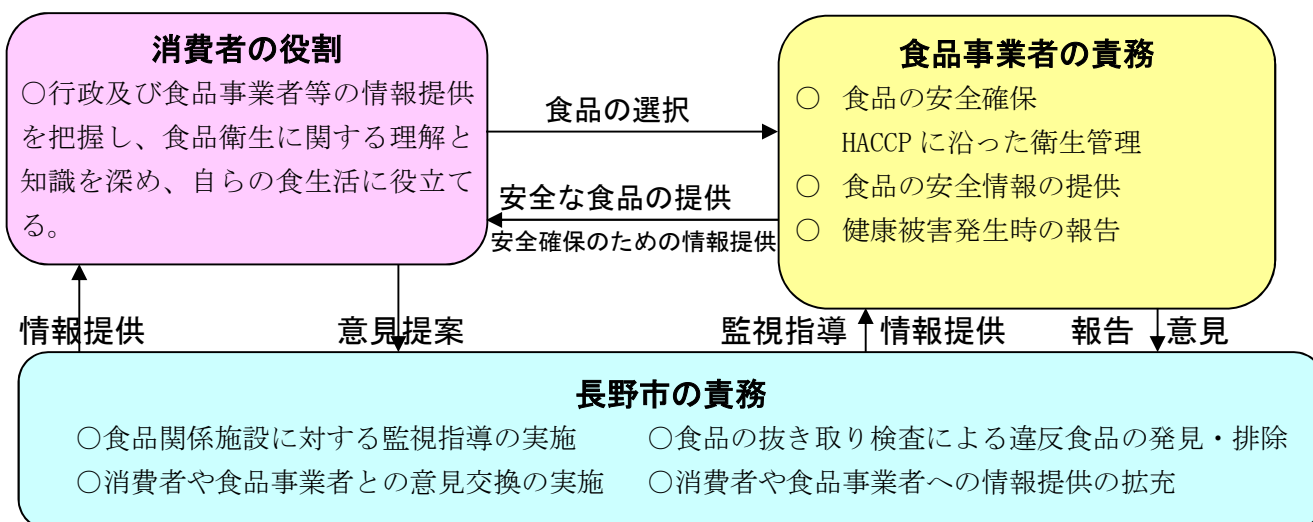 消費者の役割
○行政及び食品事業者等の情報提供
を把握し、食品衛生に関する理解と
知識を深め、自らの食生活に役立て
る。
食品の選択
安全な食品の提供
安全確保のための情報提供
食品事業者の責務
○ 食品の安全確保
HACCP に沿った衛生管理
○ 食品の安全情報の提供
○ 健康被害発生時の報告
情報提供
意見提案
監視指導 情報提供
報告 意見
長野市の責務
○食品関係施設に対する監視指導の実施 ○食品の抜き取り検査による違反食品の発見・排除
○消費者や食品事業者との意見交換の実施 ○消費者や食品事業者への情報提供の拡充